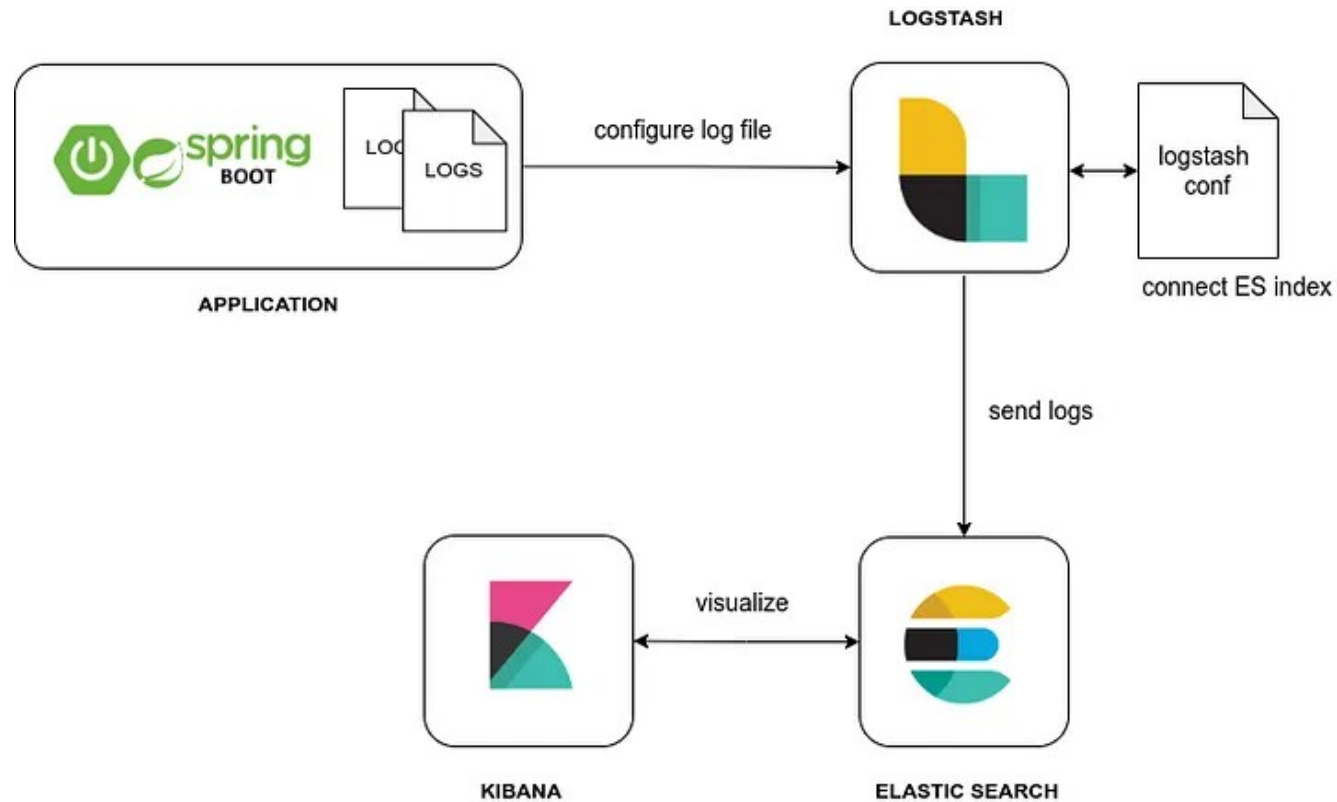 LOGSTASH
spring
BOOT
LOG
LOGS
configure log file
logstash
conf
APPLICATION
connect ES index
send logs
visualize
KIBANA
ELASTIC SEARCH